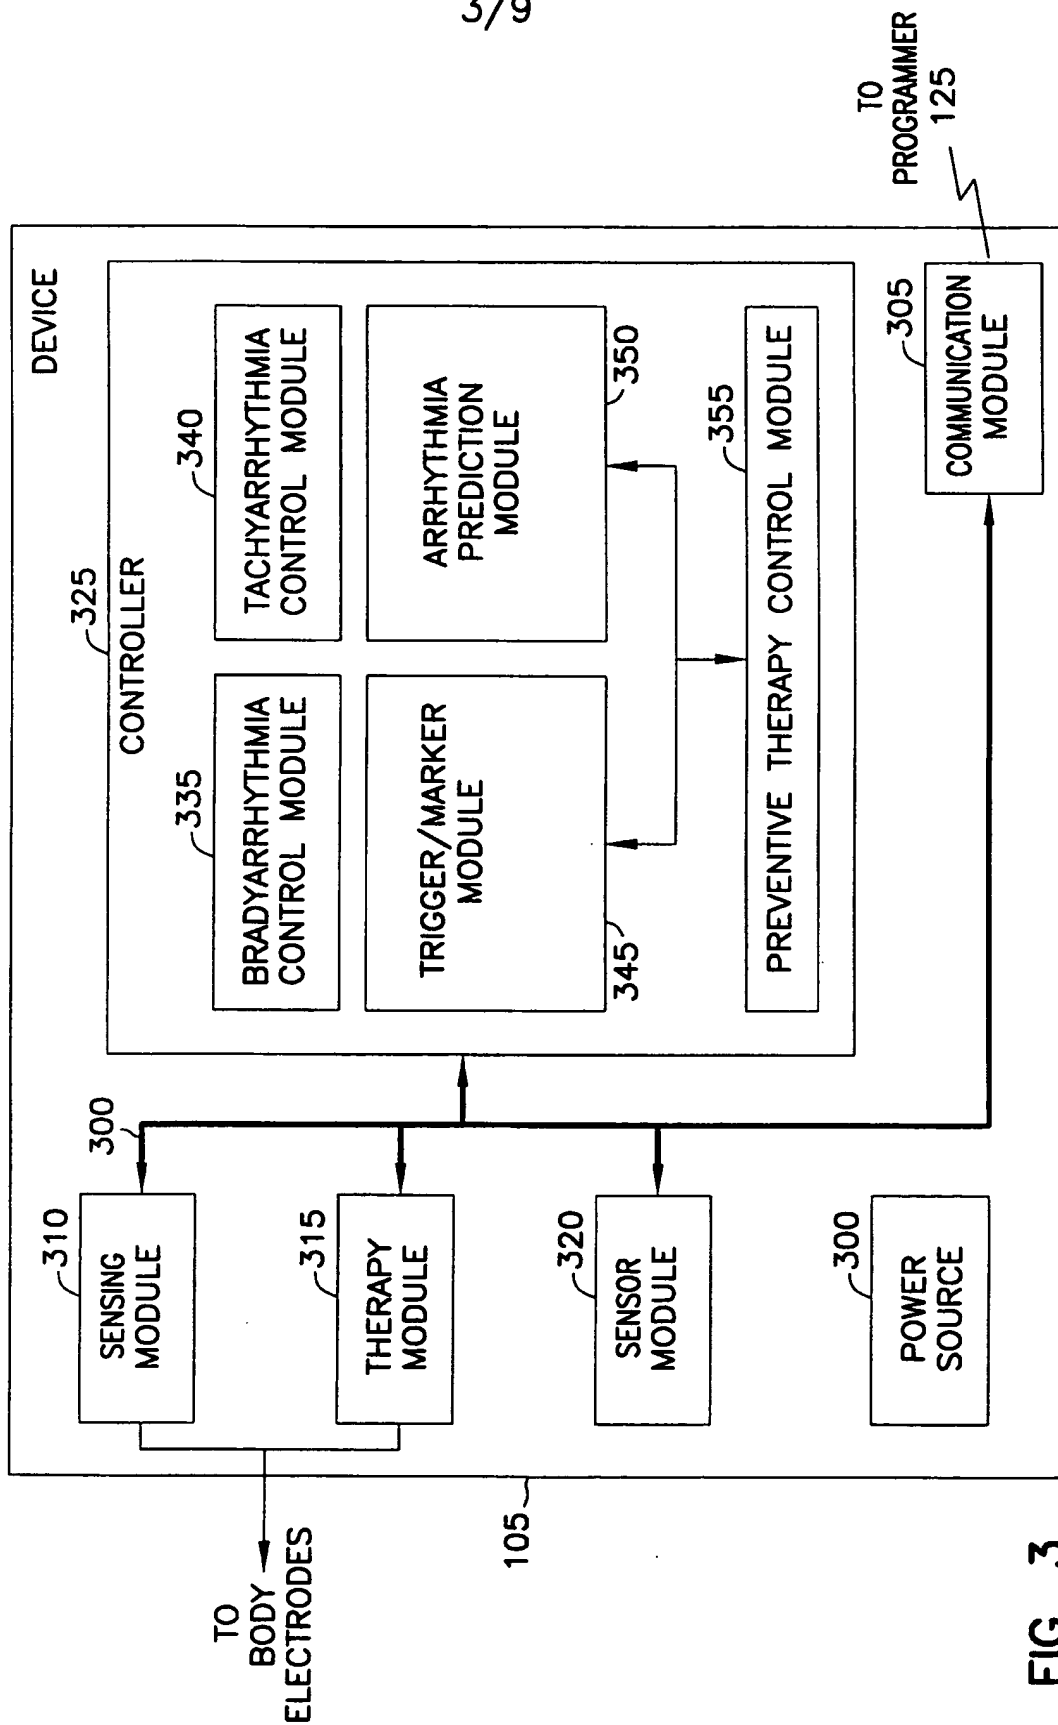 3/9
DEVICE
325
CONTROLLER
335
BRADYARRHYTHMIA
CONTROL MODULE
340
TACHYARRHYTHMIA
CONTROL MODULE
TRIGGER/MARKER
MODULE
345
ARRHYTHMIA
PREDICTION
MODULE
350
355
PREVENTIVE THERAPY CONTROL MODULE
300
310
SENSING
MODULE
315
THERAPY
MODULE
320
SENSOR
MODULE
300
POWER
SOURCE
305
COMMUNICATION
MODULE
TO
PROGRAMMER
125
TO
BODY
ELECTRODES
105
FIG. 3